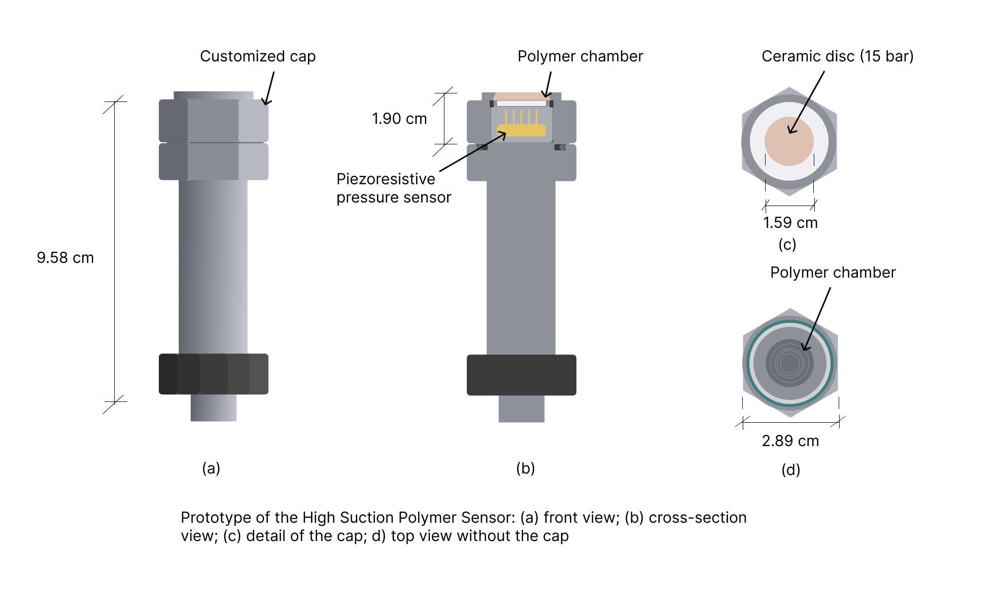 Customized cap
Polymer chamber
Ceramic disc (15 bar)
1.90 cm
Piezoresistive
pressure sensor
9.58 cm
1.59 cm
(c)
Polymer chamber
2.89 cm
(a)
(b)
(d)
Prototype of the High Suction Polymer Sensor: (a) front view; (b) cross-section
view; (c) detail of the cap; d) top view without the cap